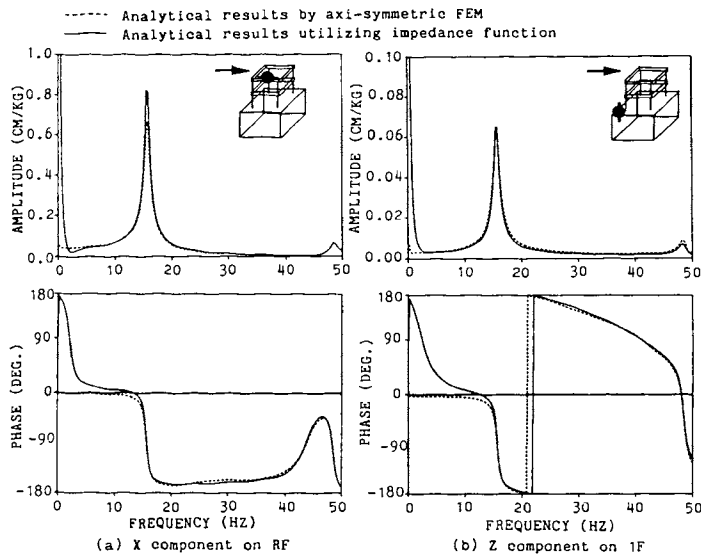 Analytical results by axi-symmetric FEM
Analytical results utilizing impedance function
AMPLITUDE (CM/KG)
1.0
0.8
0.6
0.4
0.2
0.0
0 10 20 30 40 50
AMPLITUDE (CM/KG)
0.10
0.08
0.06
0.04
0.02
0.00
0 10 20 30 40 50
PHASE (DEG.)
180
90
0
-90
-180
0 10 20 30 40 50
FREQUENCY (HZ)
(a) X component on RF
PHASE (DEG.)
180
90
0
-90
-180
0 10 20 30 40 50
FREQUENCY (HZ)
(b) Z component on 1F